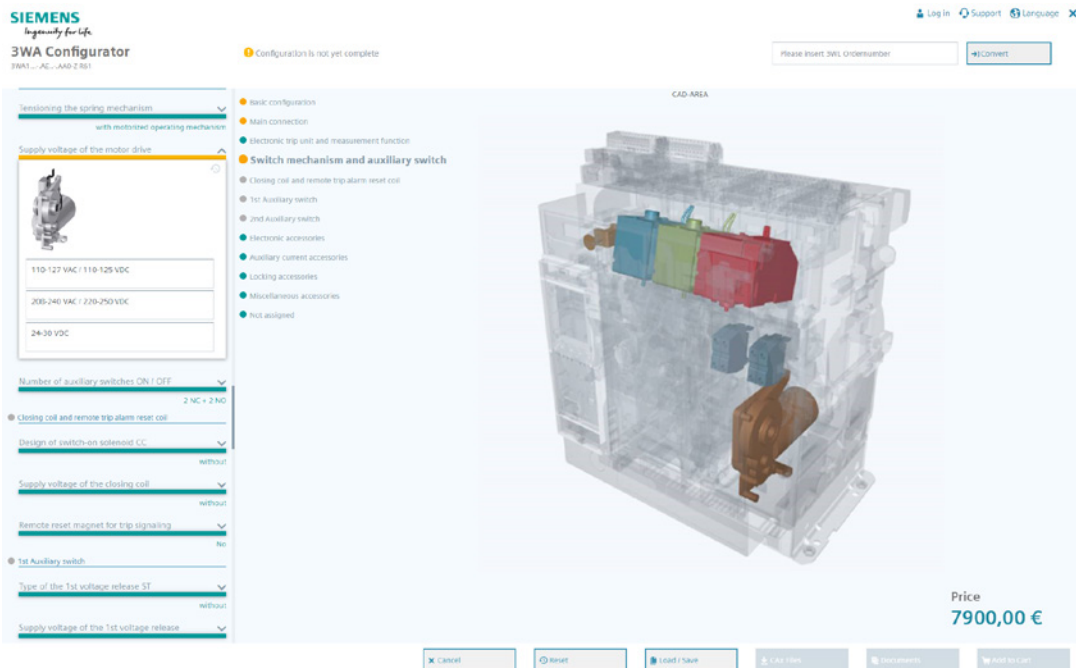 SIEMENS
Ingenuity for life
Log in
Support
Language
3WA Configurator
Configuration is not yet complete
Please insert 3WL Ordernumber
Convert
CAD-AREA
Tensioning the spring mechanism
with motorized operating mechanism
Supply voltage of the motor drive
110-127 VAC / 110-125 VDC
208-240 VAC / 220-250 VDC
24-30 VDC
Number of auxiliary switches ON / OFF
2 NC + 2 NO
Closing coil and remote trip alarm reset coil
Design of switch-on solenoid CC
without
Supply voltage of the closing coil
without
Remote reset magnet for trip signaling
No
1st Auxiliary switch
Type of the 1st voltage release ST
without
Supply voltage of the 1st voltage release
Basic configuration
Main connection
Electronic trip unit and measurement function
Switch mechanism and auxiliary switch
Closing coil and remote trip alarm reset coil
1st Auxiliary switch
2nd Auxiliary switch
Electronic accessories
Auxiliary current accessories
Locking accessories
Miscellaneous accessories
Not assigned
Price
7900,00 €
Cancel
Reset
Load / Save
CAx Files
Documents
Add to Cart